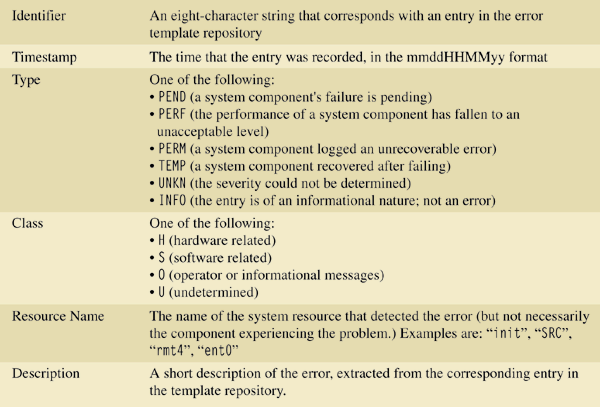 Identifier An eight-character string that corresponds with an entry in the error
template repository
Timestamp The time that the entry was recorded, in the mmddHHMMyy format
Type One of the following:
• PEND (a system component's failure is pending)
• PERF (the performance of a system component has fallen to an
unacceptable level)
• PERM (a system component logged an unrecoverable error)
• TEMP (a system component recovered after failing)
• UNKN (the severity could not be determined)
• INFO (the entry is of an informational nature; not an error)
Class One of the following:
• H (hardware related)
• S (software related)
• O (operator or informational messages)
• U (undetermined)
Resource Name The name of the system resource that detected the error (but not necessarily
the component experiencing the problem.) Examples are: “init”, “SRC”,
“rmt4”, “ent0”
Description A short description of the error, extracted from the corresponding entry in
the template repository.